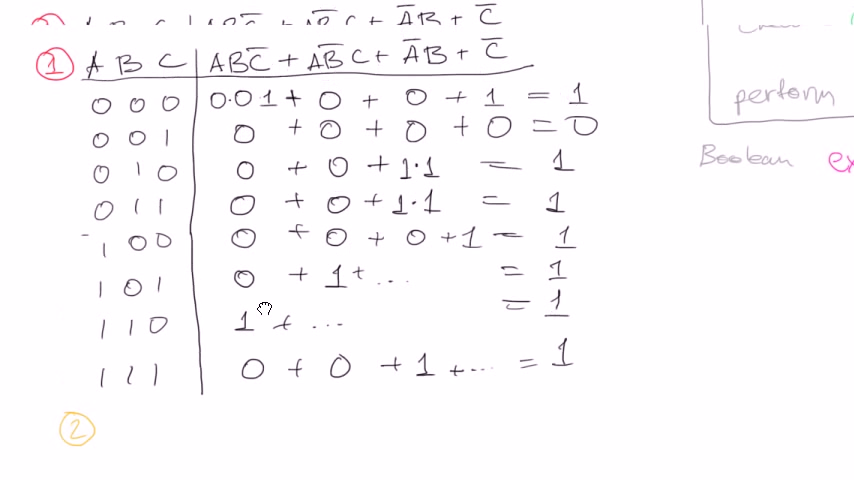 ① A B C | ABC̅ + AB̅C + A̅B + C̅
0 0 0 | 0·0·1 + 0 + 0 + 1 = 1
0 0 1 | 0 + 0 + 0 + 0 = 0
0 1 0 | 0 + 0 + 1·1 = 1
0 1 1 | 0 + 0 + 1·1 = 1
1 0 0 | 0 + 0 + 0 + 1 = 1
1 0 1 | 0 + 1 + ... = 1
1 1 0 | 1 + ... = 1
1 1 1 | 0 + 0 + 1 + ... = 1
②
perform
Boolean ex